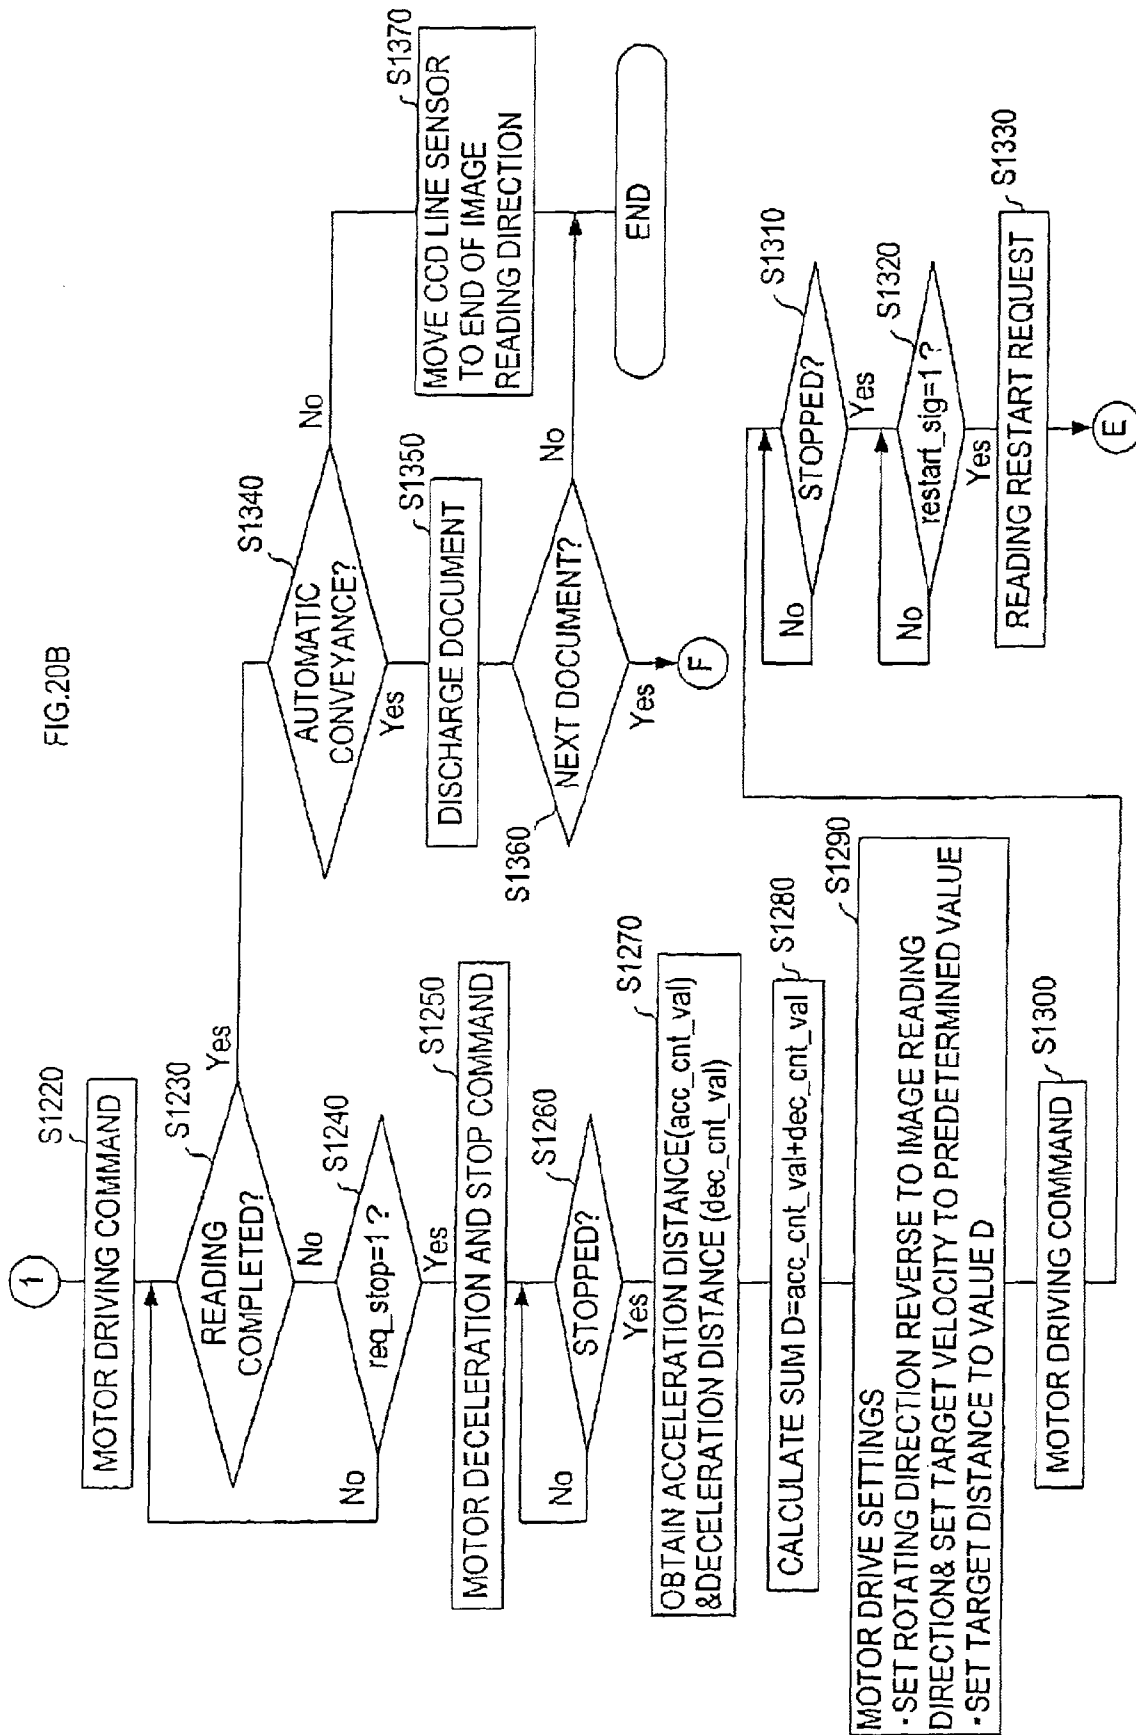 FIG.20B
1
MOTOR DRIVING COMMAND
S1220
READING
COMPLETED?
S1230
Yes
No
req_stop=1 ?
S1240
No
Yes
MOTOR DECELERATION AND STOP COMMAND
S1250
STOPPED?
S1260
No
Yes
OBTAIN ACCELERATION DISTANCE(acc_cnt_val)
&DECELERATION DISTANCE (dec_cnt_val)
S1270
CALCULATE SUM D=acc_cnt_val+dec_cnt_val
S1280
MOTOR DRIVE SETTINGS
·SET ROTATING DIRECTION REVERSE TO IMAGE READING
DIRECTION& SET TARGET VELOCITY TO PREDETERMINED VALUE
·SET TARGET DISTANCE TO VALUE D
S1290
MOTOR DRIVING COMMAND
S1300
AUTOMATIC
CONVEYANCE?
S1340
No
Yes
DISCHARGE DOCUMENT
S1350
NEXT DOCUMENT?
S1360
No
Yes
F
MOVE CCD LINE SENSOR
TO END OF IMAGE
READING DIRECTION
S1370
END
STOPPED?
S1310
No
Yes
restart_sig=1 ?
S1320
No
Yes
READING RESTART REQUEST
S1330
E